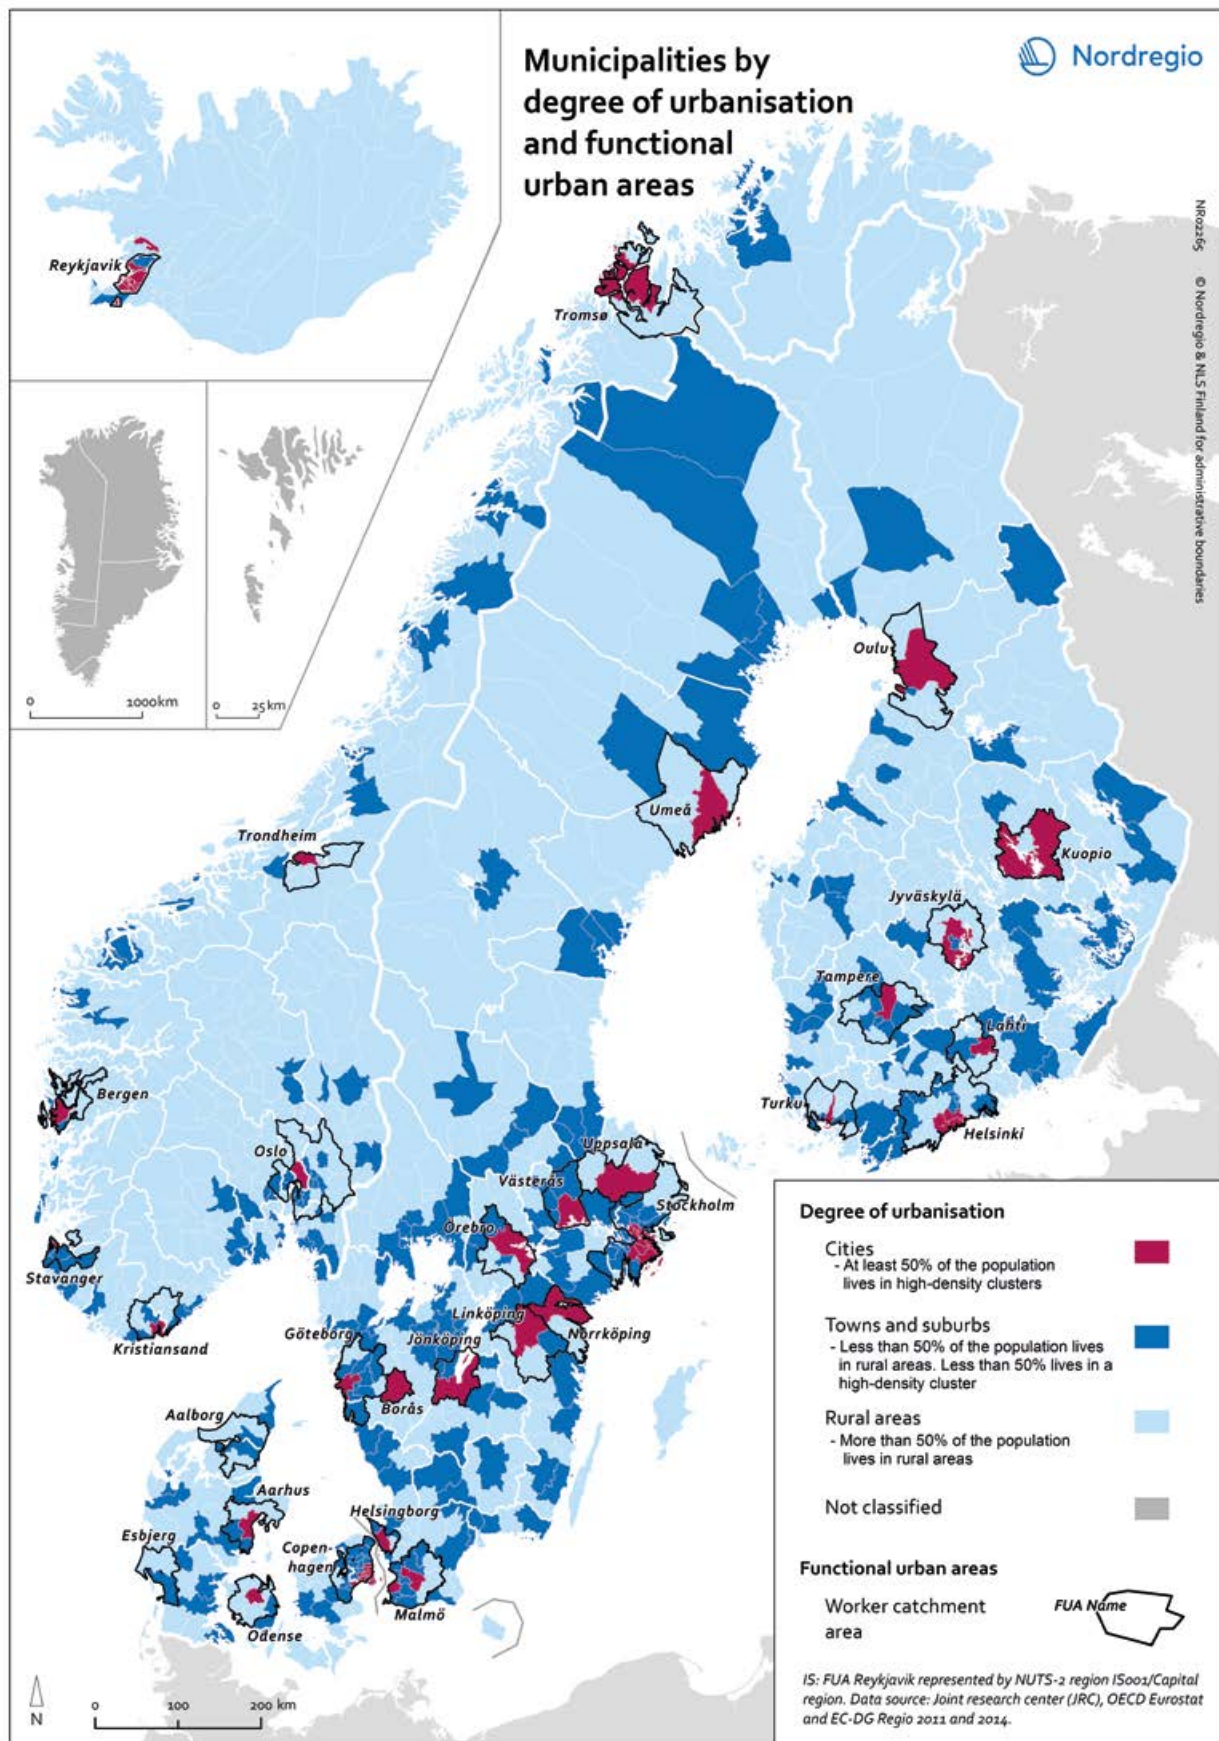 Municipalities by
degree of urbanisation
and functional
urban areas
Nordregio
NR02265 © Nordregio & NLS Finland for administrative boundaries
Reykjavik
Tromsø
0 1000km
0 25km
Oulu
Umeå
Trondheim
Kuopio
Jyväskylä
Tampere
Lahti
Bergen
Turku
Helsinki
Oslo
Uppsala
Västerås
Stockholm
Örebro
Stavanger
Linköping
Göteborg
Jönköping
Norrköping
Kristiansand
Borås
Aalborg
Aarhus
Helsingborg
Esbjerg
Copen-
hagen
Malmö
Odense
N
0 100 200 km
Degree of urbanisation
Cities
- At least 50% of the population
lives in high-density clusters
Towns and suburbs
- Less than 50% of the population lives
in rural areas. Less than 50% lives in a
high-density cluster
Rural areas
- More than 50% of the population
lives in rural areas
Not classified
Functional urban areas
Worker catchment
area
FUA Name
IS: FUA Reykjavik represented by NUTS-2 region IS001/Capital
region. Data source: Joint research center (JRC), OECD Eurostat
and EC-DG Regio 2011 and 2014.